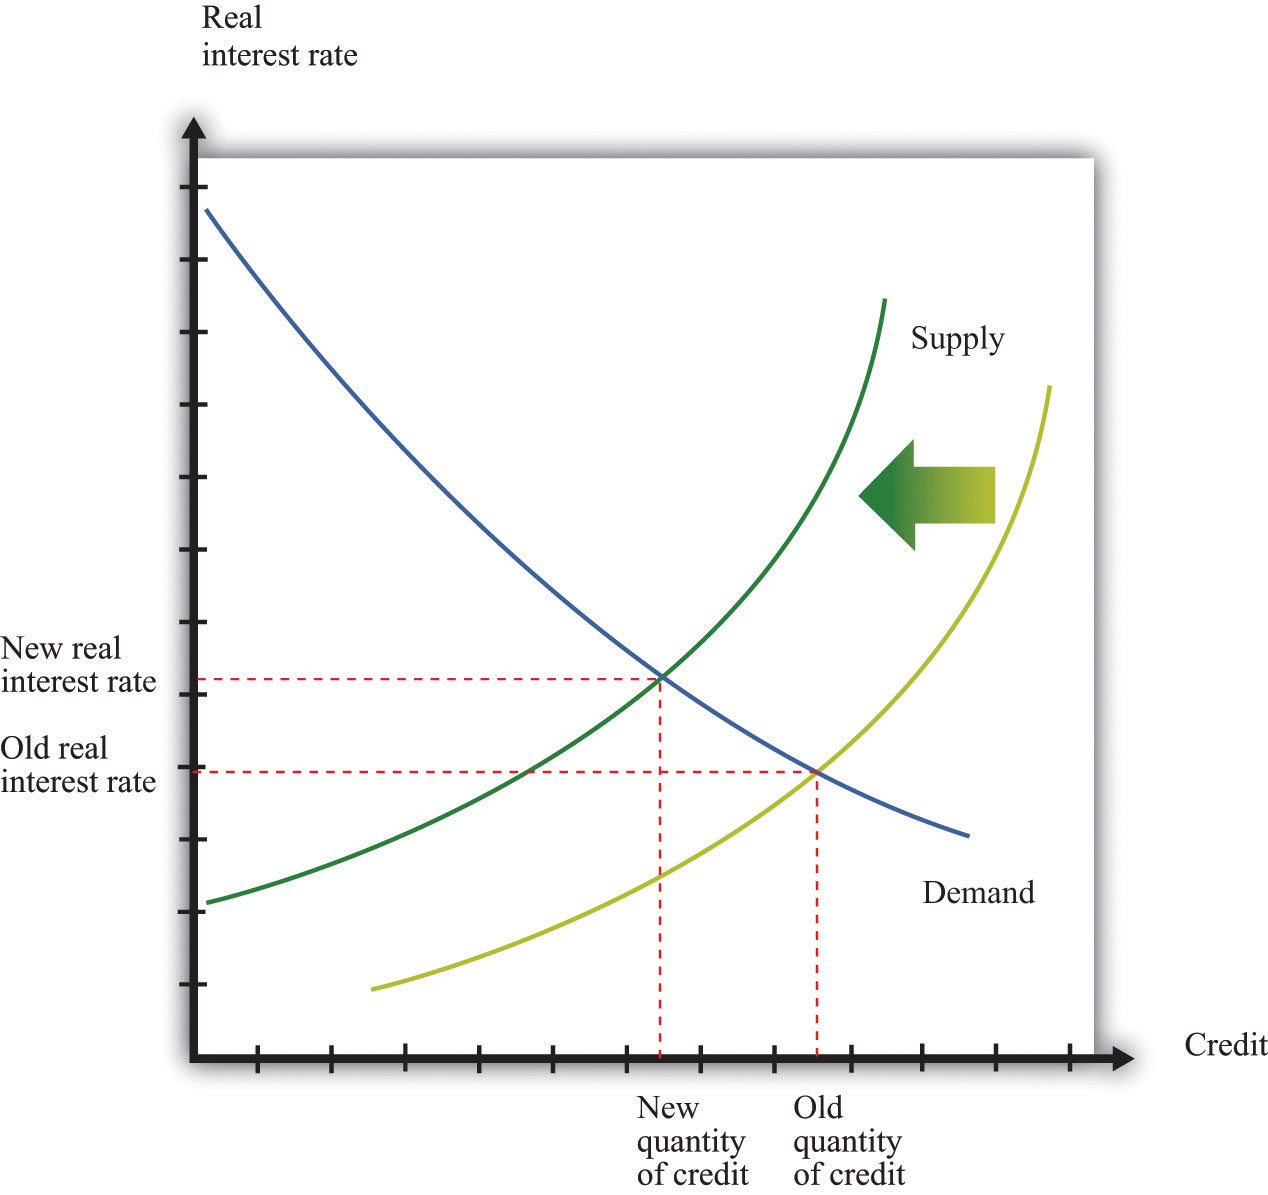 Real
interest rate
Supply
New real
interest rate
Old real
interest rate
Demand
Credit
New
quantity
of credit
Old
quantity
of credit